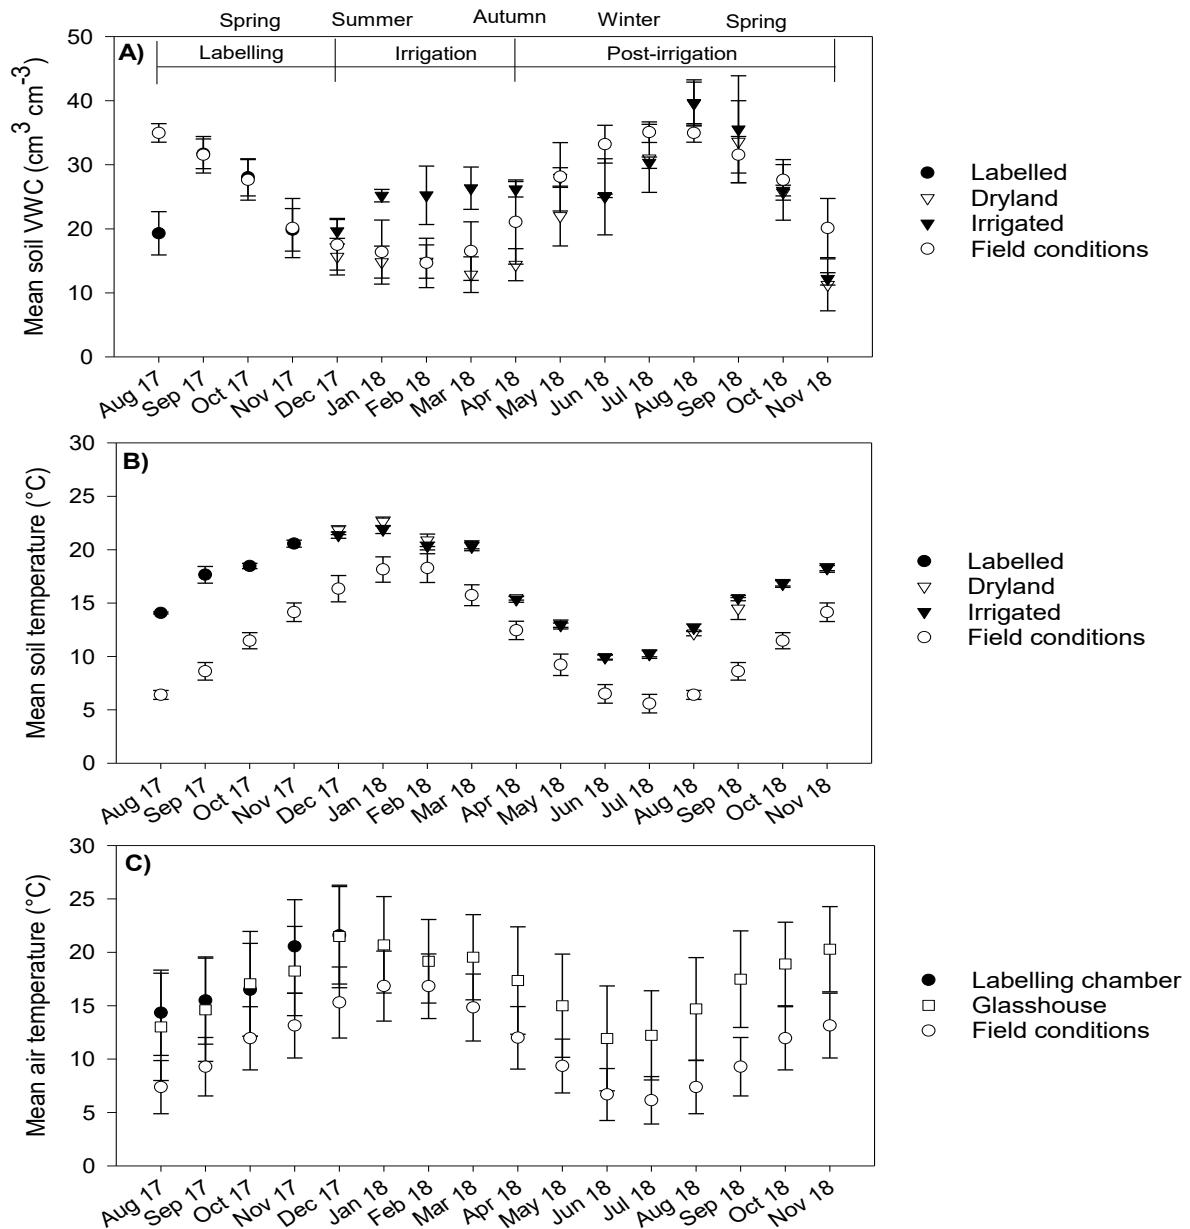 Spring Summer Autumn Winter Spring
A) Labelling Irrigation Post-irrigation
Mean soil VWC (cm³ cm⁻³)
50
40
30
20
10
0
Aug 17 Sep 17 Oct 17 Nov 17 Dec 17 Jan 18 Feb 18 Mar 18 Apr 18 May 18 Jun 18 Jul 18 Aug 18 Sep 18 Oct 18 Nov 18
Labelled
Dryland
Irrigated
Field conditions
B)
Mean soil temperature (°C)
30
25
20
15
10
5
0
Aug 17 Sep 17 Oct 17 Nov 17 Dec 17 Jan 18 Feb 18 Mar 18 Apr 18 May 18 Jun 18 Jul 18 Aug 18 Sep 18 Oct 18 Nov 18
Labelled
Dryland
Irrigated
Field conditions
C)
Mean air temperature (°C)
30
25
20
15
10
5
0
Aug 17 Sep 17 Oct 17 Nov 17 Dec 17 Jan 18 Feb 18 Mar 18 Apr 18 May 18 Jun 18 Jul 18 Aug 18 Sep 18 Oct 18 Nov 18
Labelling chamber
Glasshouse
Field conditions